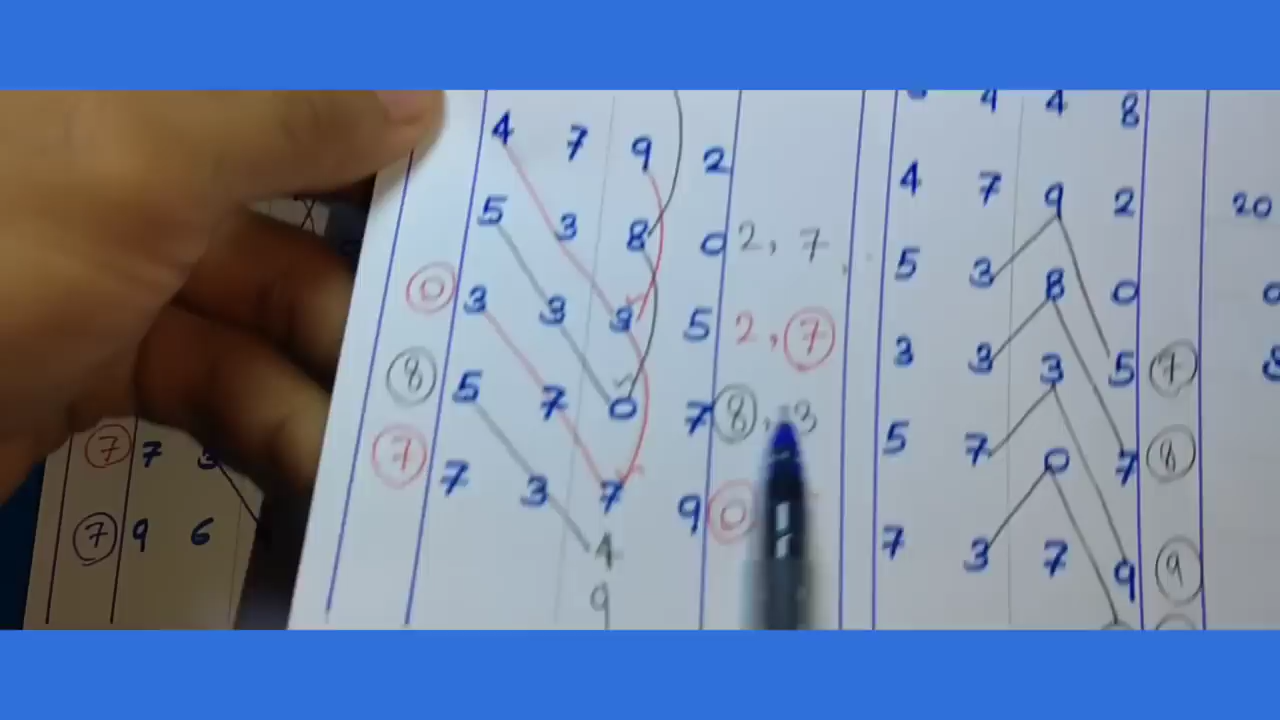 4 4 8
4 7 9 2
4 7 9 2 20
5 3 8 0 2, 7
5 3 8 0
0 3 3 3 5 2, 7
3 3 3 5 7
8 5 7 0 7 8, 3
5 7 0 7 8
7 7 3 7 9 0
7 3 7 9 9
4
9
7 7
7 9 6